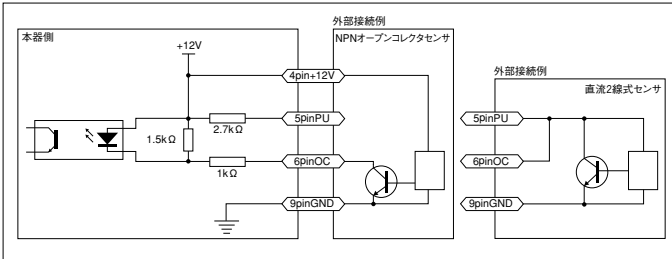 本器側
+12V
1.5kΩ
2.7kΩ
1kΩ
4pin+12V
5pinPU
6pinOC
9pinGND
外部接続例
NPNオープンコレクタセンサ
外部接続例
直流2線式センサ
5pinPU
6pinOC
9pinGND